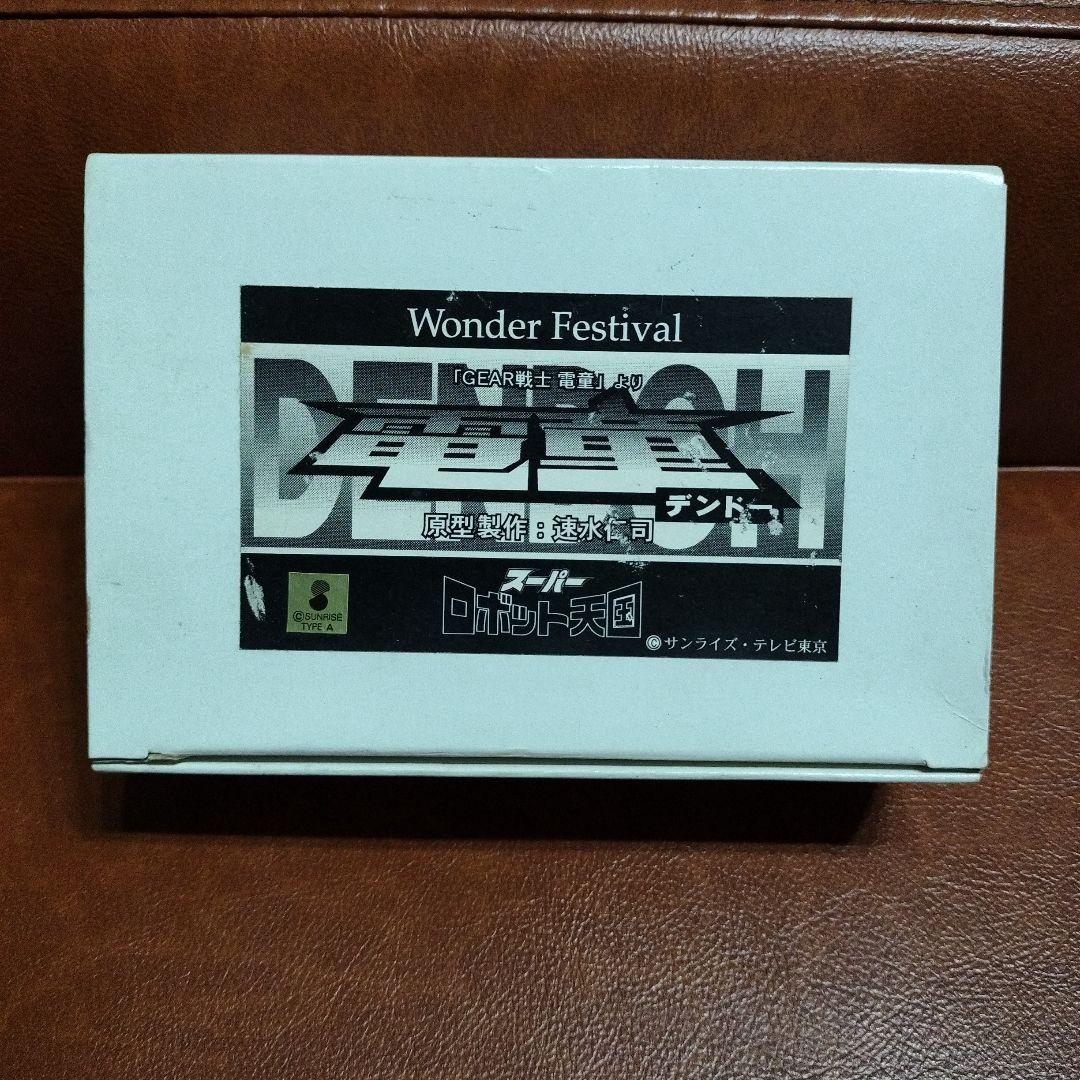 Wonder Festival
DENDOH
「GEAR戦士 電童」より
電童
デンドー
原型製作：速水仁司
スーパー
ロボット天国
©SUNRISE
TYPE A
©サンライズ・テレビ東京